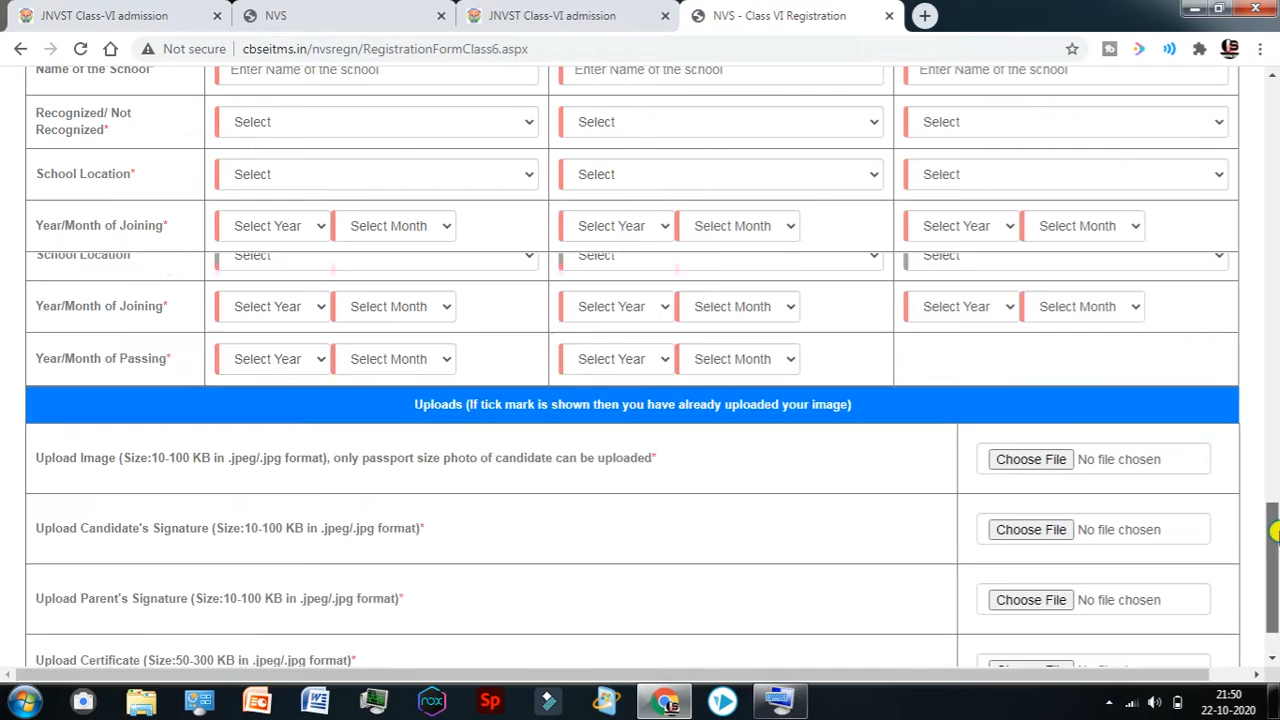 JNVST Class-VI admission
NVS
JNVST Class-VI admission
NVS - Class VI Registration
Not secure
cbseitms.in/nvsregn/RegistrationFormClass6.aspx
Name of the School* Enter Name of the school Enter Name of the school Enter Name of the school
Recognized/ Not
Recognized*
Select Select Select
School Location* Select Select Select
Year/Month of Joining* Select Year Select Month Select Year Select Month Select Year Select Month
School Location Select Select Select
Year/Month of Joining* Select Year Select Month Select Year Select Month Select Year Select Month
Year/Month of Passing* Select Year Select Month Select Year Select Month
Uploads (If tick mark is shown then you have already uploaded your image)
Upload Image (Size:10-100 KB in .jpeg/.jpg format), only passport size photo of candidate can be uploaded* Choose File No file chosen
Upload Candidate's Signature (Size:10-100 KB in .jpeg/.jpg format)* Choose File No file chosen
Upload Parent's Signature (Size:10-100 KB in .jpeg/.jpg format)* Choose File No file chosen
Upload Certificate (Size:50-300 KB in .jpeg/.jpg format)*
nox
Sp
21:50
22-10-2020